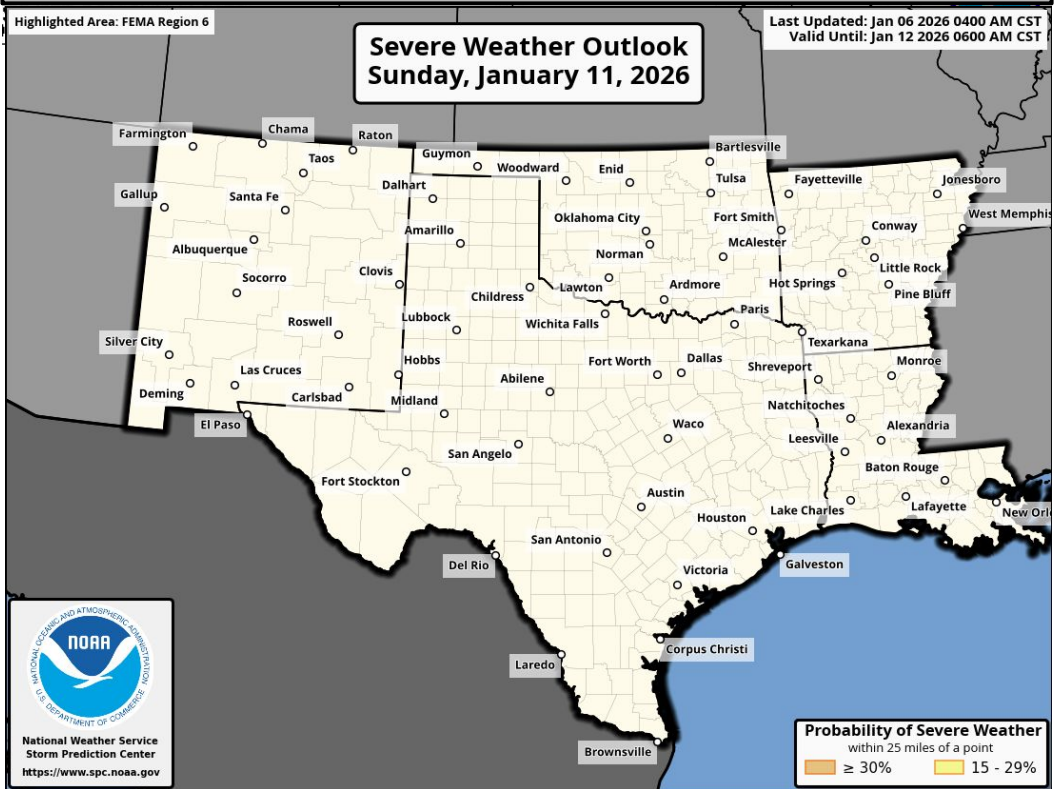 Highlighted Area: FEMA Region 6
Last Updated: Jan 06 2026 0400 AM CST
Valid Until: Jan 12 2026 0600 AM CST
Severe Weather Outlook
Sunday, January 11, 2026
Farmington
Chama
Raton
Taos
Guymon
Woodward
Enid
Bartlesville
Tulsa
Fayetteville
Jonesboro
Gallup
Santa Fe
Dalhart
Oklahoma City
Fort Smith
West Memphis
Albuquerque
Amarillo
Norman
McAlester
Conway
Socorro
Clovis
Childress
Lawton
Ardmore
Hot Springs
Little Rock
Pine Bluff
Roswell
Lubbock
Wichita Falls
Paris
Texarkana
Silver City
Las Cruces
Hobbs
Fort Worth
Dallas
Shreveport
Monroe
Deming
Carlsbad
Midland
Abilene
Natchitoches
El Paso
San Angelo
Waco
Leesville
Alexandria
Fort Stockton
Austin
Baton Rouge
Houston
Lake Charles
Lafayette
New Orl
Del Rio
San Antonio
Victoria
Galveston
Laredo
Corpus Christi
Brownsville
NATIONAL OCEANIC AND ATMOSPHERIC ADMINISTRATION
NOAA
U.S. DEPARTMENT OF COMMERCE
National Weather Service
Storm Prediction Center
https://www.spc.noaa.gov
Probability of Severe Weather
within 25 miles of a point
≥ 30%
15 - 29%